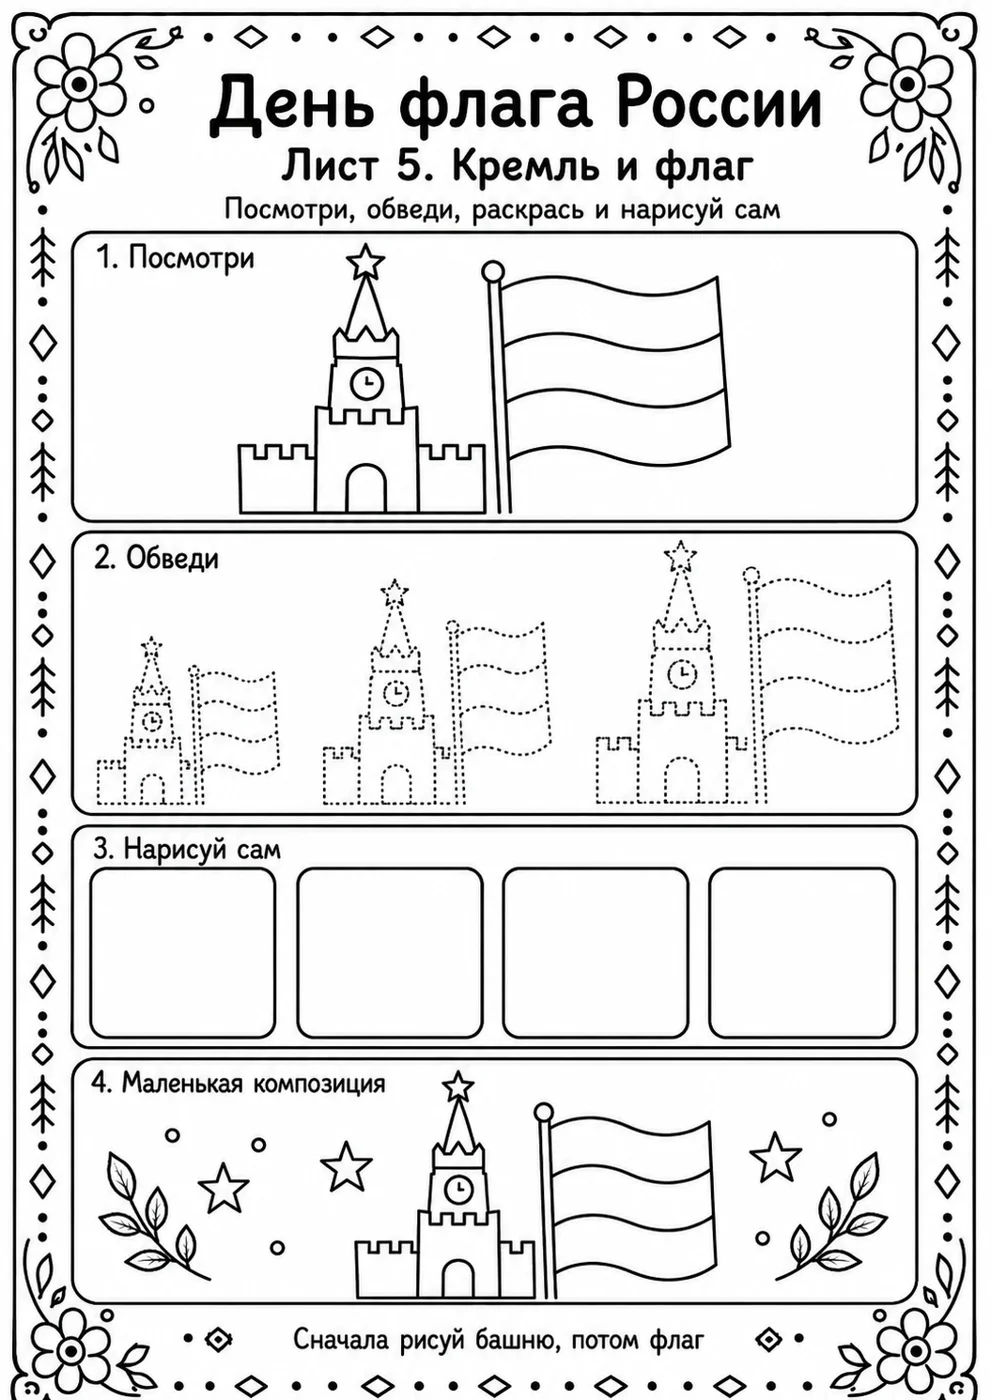 День флага России
Лист 5. Кремль и флаг
Посмотри, обведи, раскрась и нарисуй сам
1. Посмотри
2. Обведи
3. Нарисуй сам
4. Маленькая композиция
Сначала рисуй башню, потом флаг